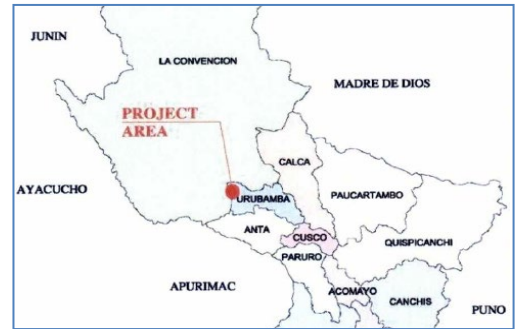 JUNIN
LA CONVENCION
MADRE DE DIOS
PROJECT
AREA
CALCA
AYACUCHO
URUBAMBA
PAUCARTAMBO
ANTA
CUSCO
QUISPICANCHI
PARURO
APURIMAC
ACOMAYO
CANCHIS
PUNO